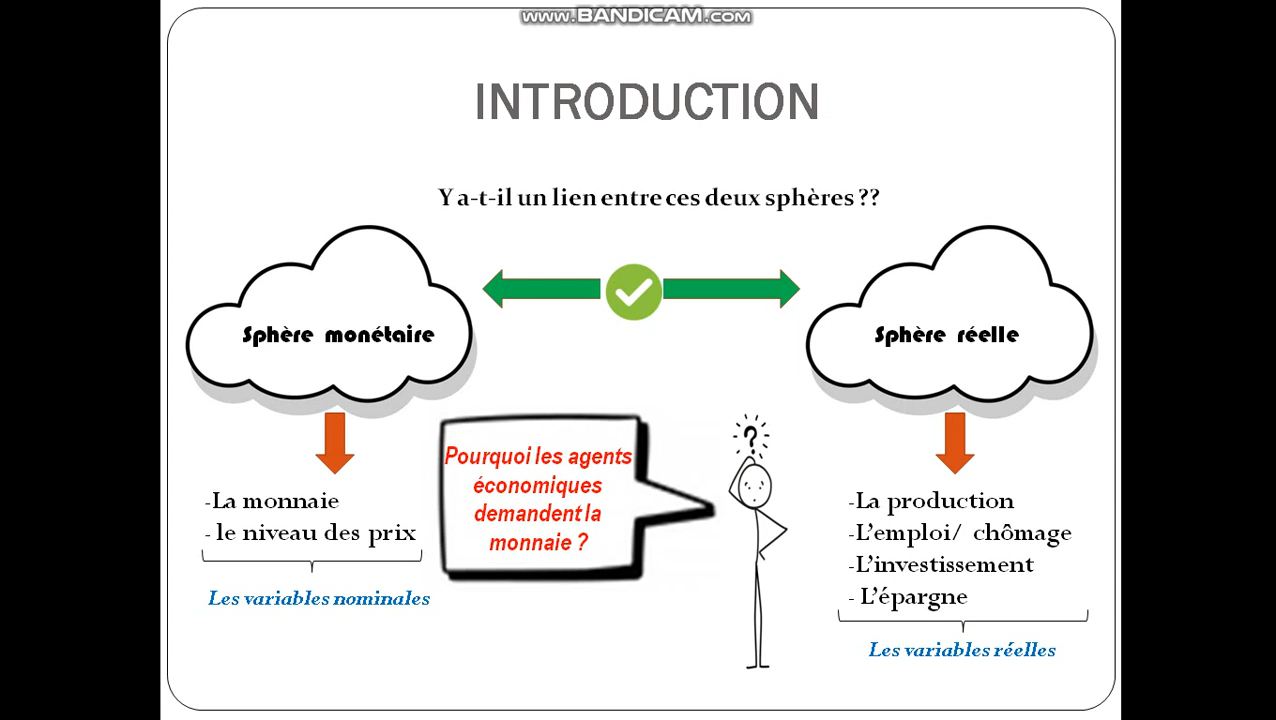 www.BANDICAM.com
INTRODUCTION
Y a-t-il un lien entre ces deux sphères ??
Sphère monétaire
Sphère réelle
-La monnaie
- le niveau des prix
Les variables nominales
Pourquoi les agents
économiques
demandent la
monnaie ?
?
-La production
-L'emploi/ chômage
-L'investissement
- L'épargne
Les variables réelles